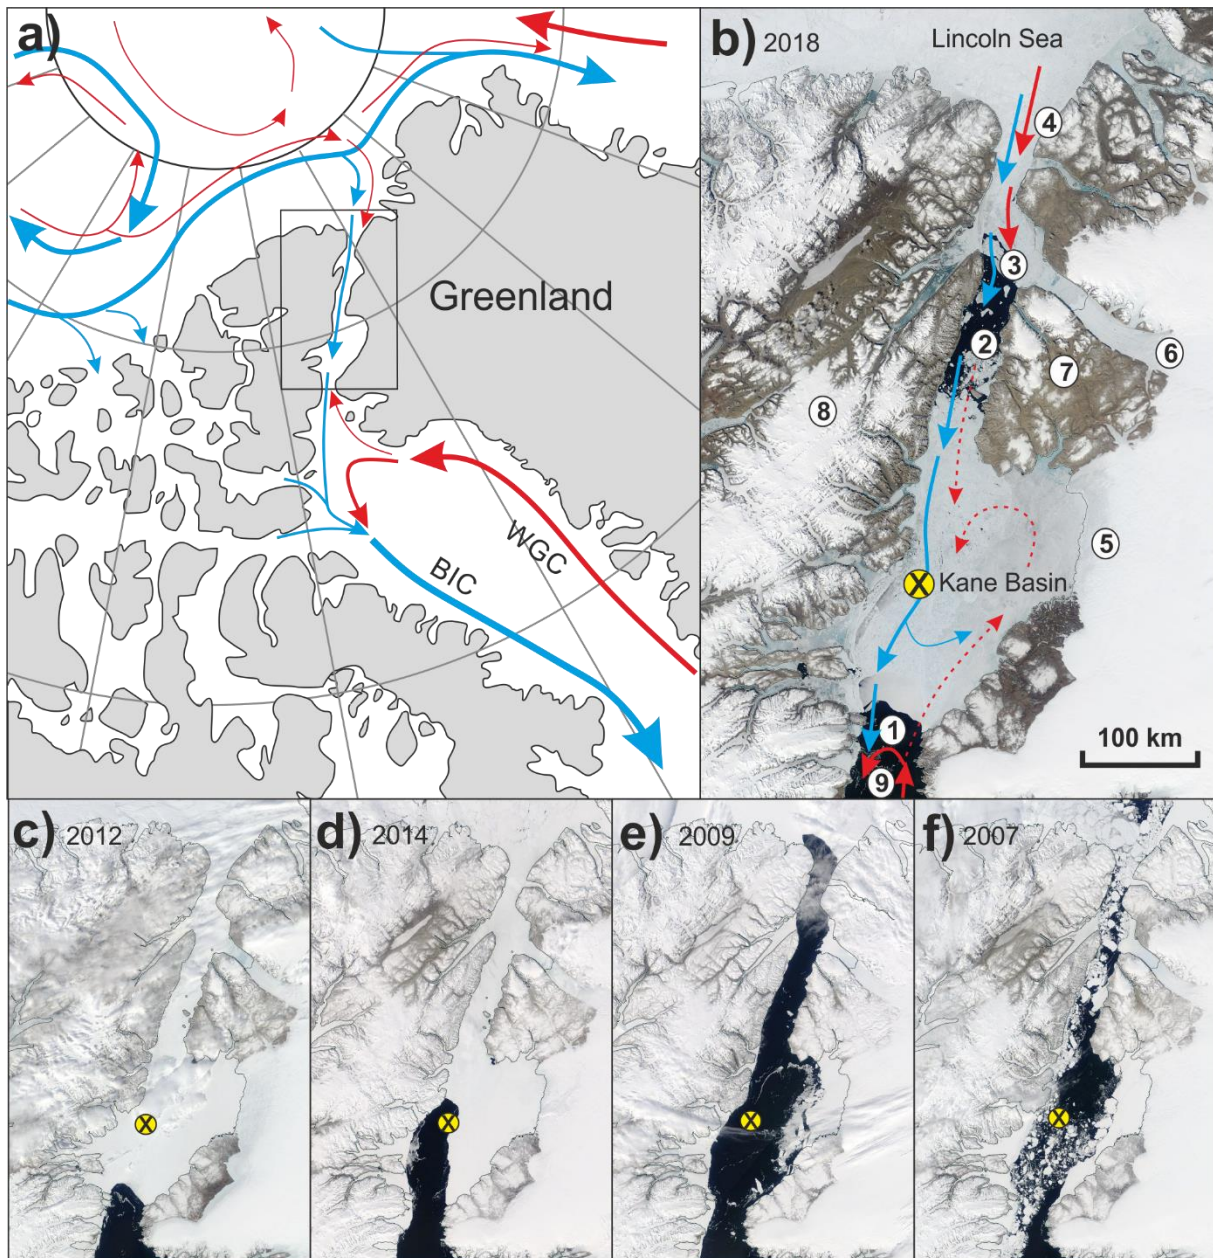 a)
Greenland
WGC
BIC
b) 2018
Lincoln Sea
4
3
2
6
7
8
5
X Kane Basin
1
9
100 km
c) 2012
X
d) 2014
X
e) 2009
X
f) 2007
X